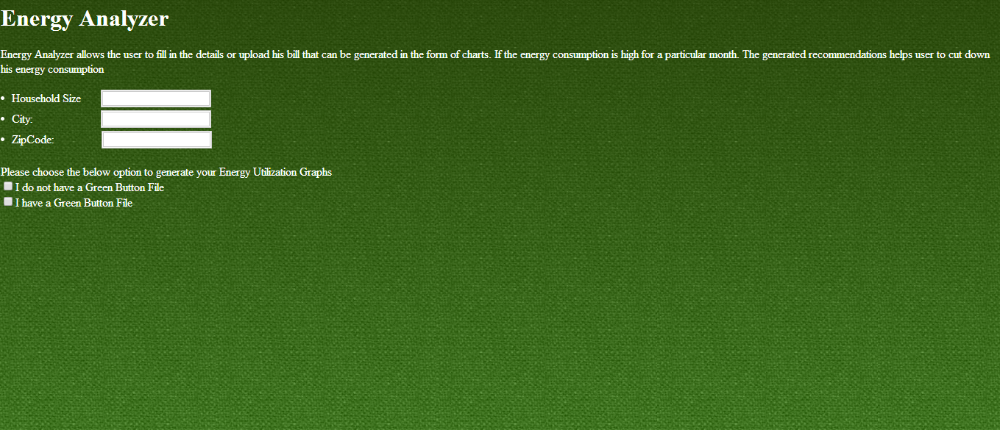 Energy Analyzer
Energy Analyzer allows the user to fill in the details or upload his bill that can be generated in the form of charts. If the energy consumption is high for a particular month. The generated recommendations helps user to cut down
his energy consumption
• Household Size
• City:
• ZipCode:
Please choose the below option to generate your Energy Utilization Graphs
I do not have a Green Button File
I have a Green Button File